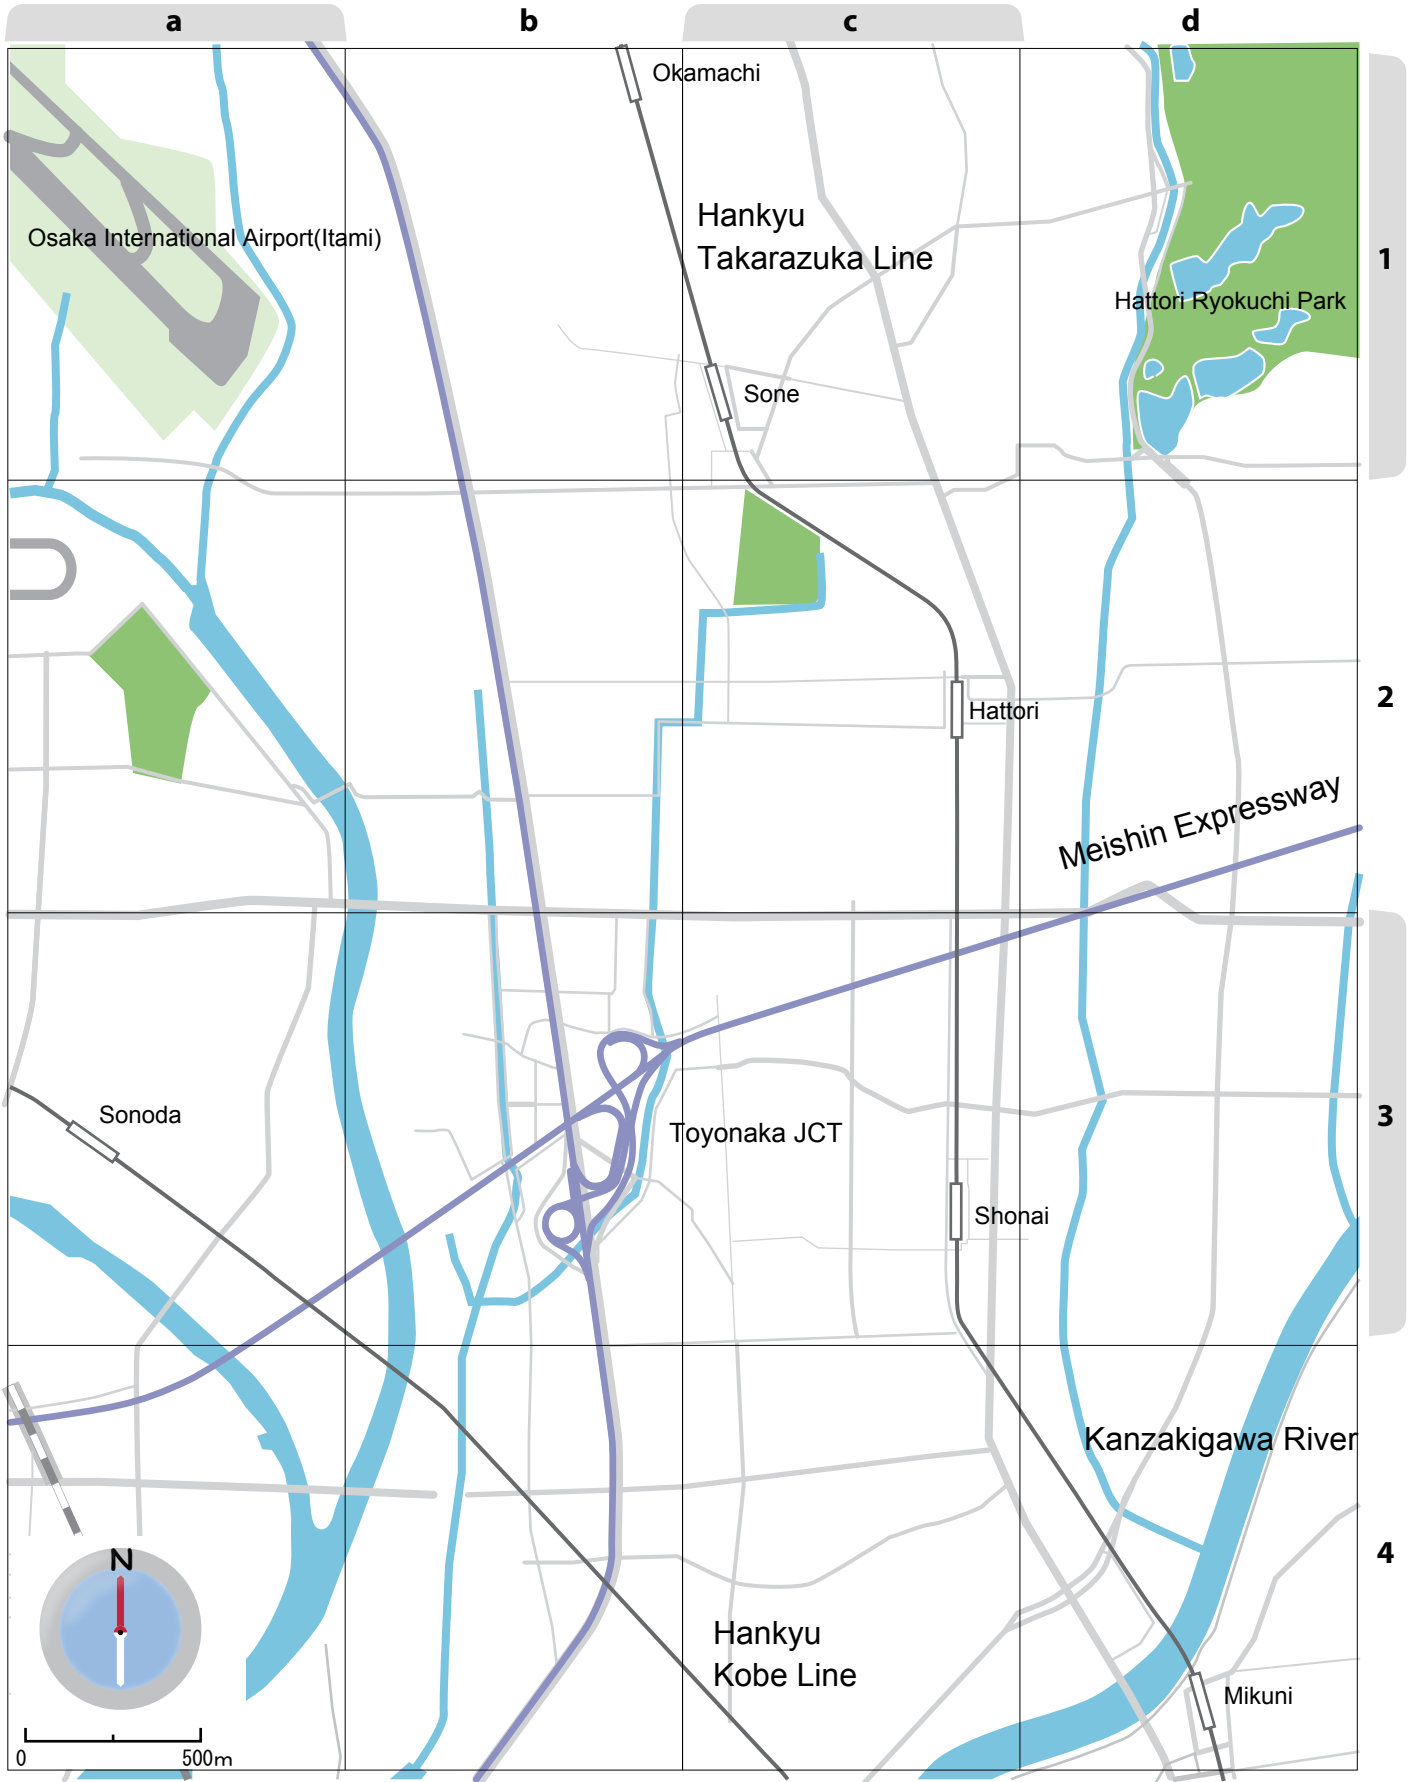 a
b
c
d
Okamachi
Hankyu
Takarazuka Line
Osaka International Airport(Itami)
1
Hattori Ryokuchi Park
Sone
2
Hattori
Meishin Expressway
Sonoda
Toyonaka JCT
3
Shonai
Kanzakigawa River
N
4
Hankyu
Kobe Line
Mikuni
0 500m